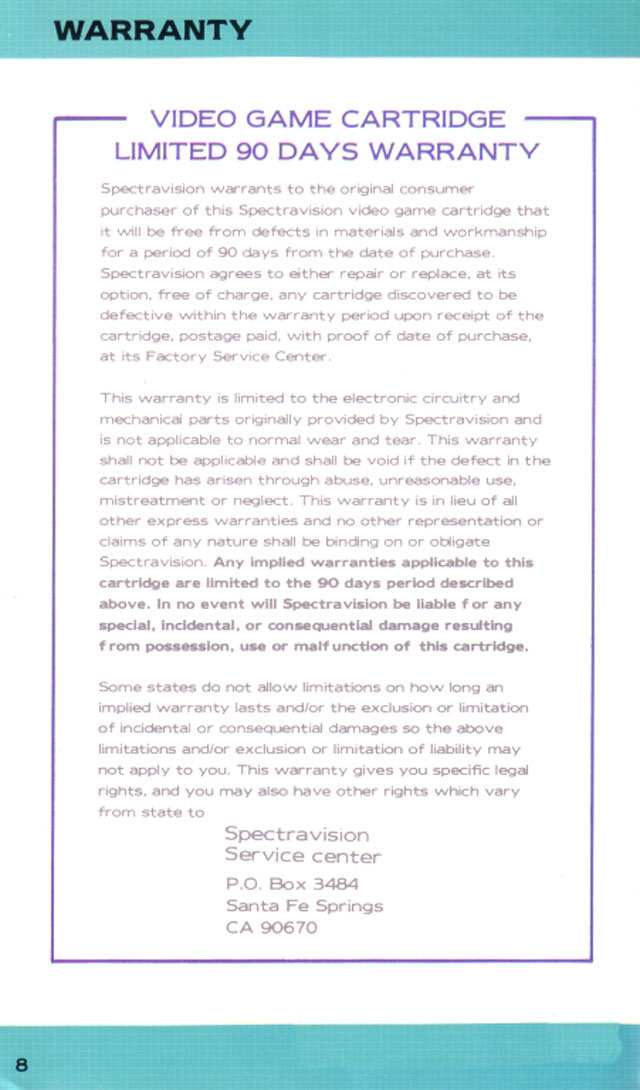 WARRANTY
VIDEO GAME CARTRIDGE
LIMITED 90 DAYS WARRANTY
Spectravision warrants to the original consumer
purchaser of this Spectravision video game cartridge that
it will be free from defects in materials and workmanship
for a period of 90 days from the date of purchase.
Spectravision agrees to either repair or replace, at its
option, free of charge, any cartridge discovered to be
defective within the warranty period upon receipt of the
cartridge, postage paid, with proof of date of purchase,
at its Factory Service Center.
This warranty is limited to the electronic circuitry and
mechanical parts originally provided by Spectravision and
is not applicable to normal wear and tear. This warranty
shall not be applicable and shall be void if the defect in the
cartridge has arisen through abuse, unreasonable use,
mistreatment or neglect. This warranty is in lieu of all
other express warranties and no other representation or
claims of any nature shall be binding on or obligate
Spectravision. Any implied warranties applicable to this
cartridge are limited to the 90 days period described
above. In no event will Spectravision be liable for any
special, incidental, or consequential damage resulting
from possession, use or malfunction of this cartridge.
Some states do not allow limitations on how long an
implied warranty lasts and/or the exclusion or limitation
of incidental or consequential damages so the above
limitations and/or exclusion or limitation of liability may
not apply to you. This warranty gives you specific legal
rights, and you may also have other rights which vary
from state to
Spectravision
Service center
P.O. Box 3484
Santa Fe Springs
CA 90670
8